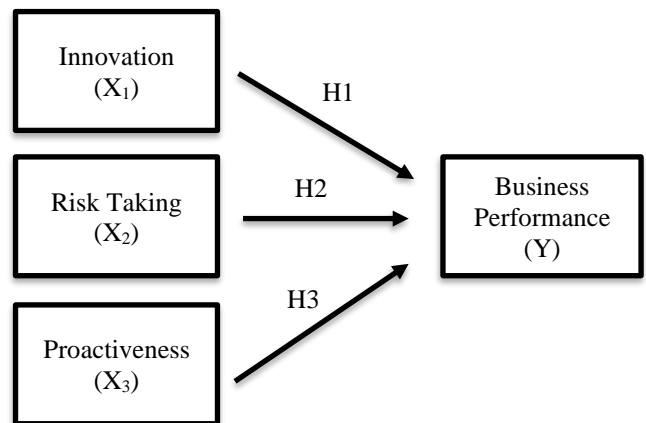 Innovation
(X₁)
H1
Risk Taking
(X₂)
H2
Business
Performance
(Y)
H3
Proactiveness
(X₃)